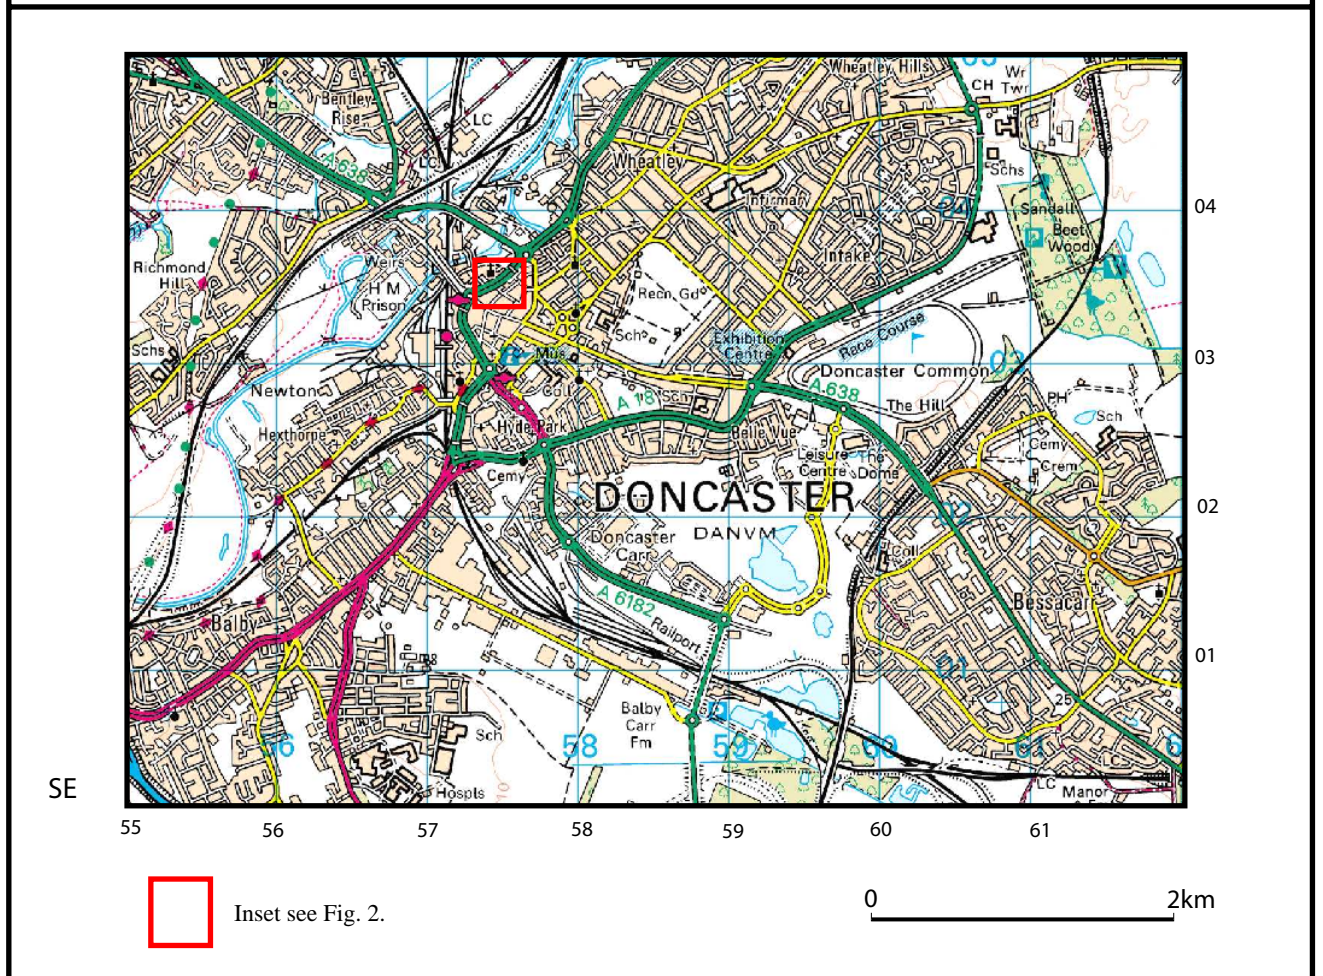 Wheatley Hills
Wr
Twr
CH
Bentley
Rise
LC
LC
A 638
Wheatley
Schs
Infirmary
04
04
Sandall
Beet
Wood
Richmond
Hill
Weirs
H M
Prison
Intake
Recn Gd
Sch
Race Course
Exhibition
Centre
Schs
Mus
03
03
Doncaster Common
Newton
Coll
A 18
Sch
A 638
The Hill
PH
Sch
Hexthorpe
Hyde Park
Belle Vue
Cemy
Crem
Leisure
Centre
The
Dome
Cemy
DONCASTER
DANVM
02
Doncaster
Carr
Coll
A 6182
Bessacarr
Balby
Railport
01
01
Balby
Carr
Fm
25
Sch
58
59
60
61
LC
LC
Manor
Hospls
SE
55
56
57
58
59
60
61
Inset see Fig. 2.
0
2km